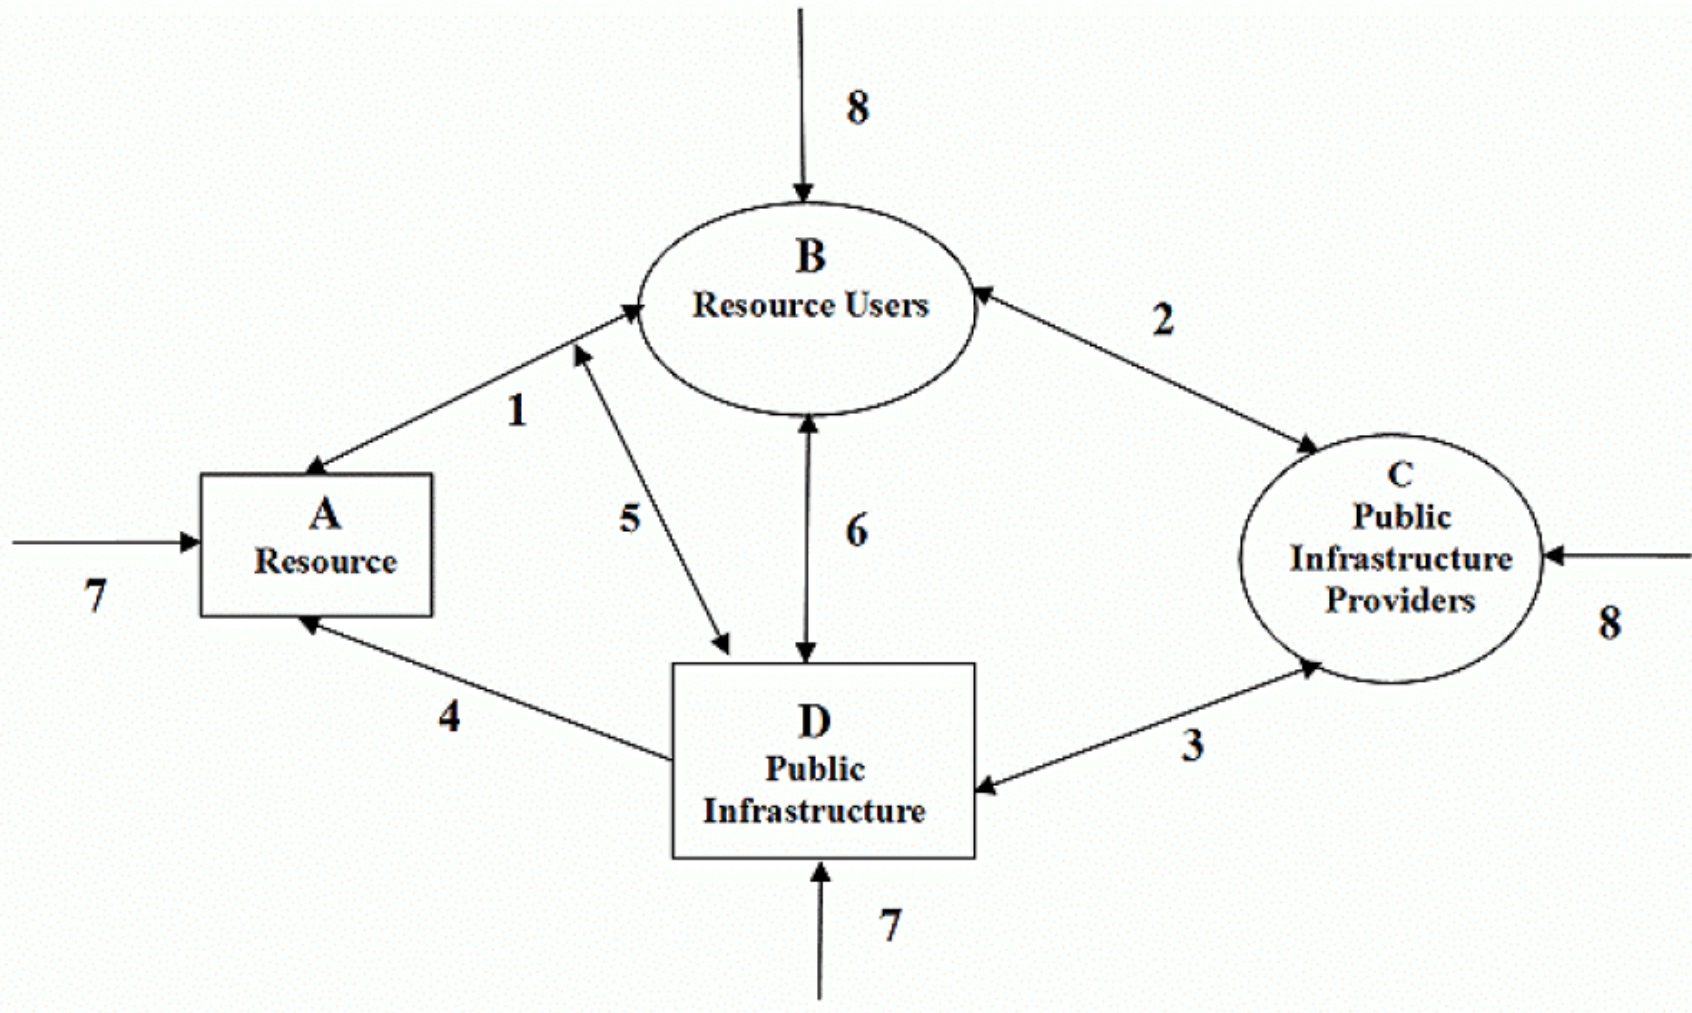 8
B
Resource Users
2
1
A
Resource
7
5
6
C
Public
Infrastructure
Providers
8
4
D
Public
Infrastructure
3
7